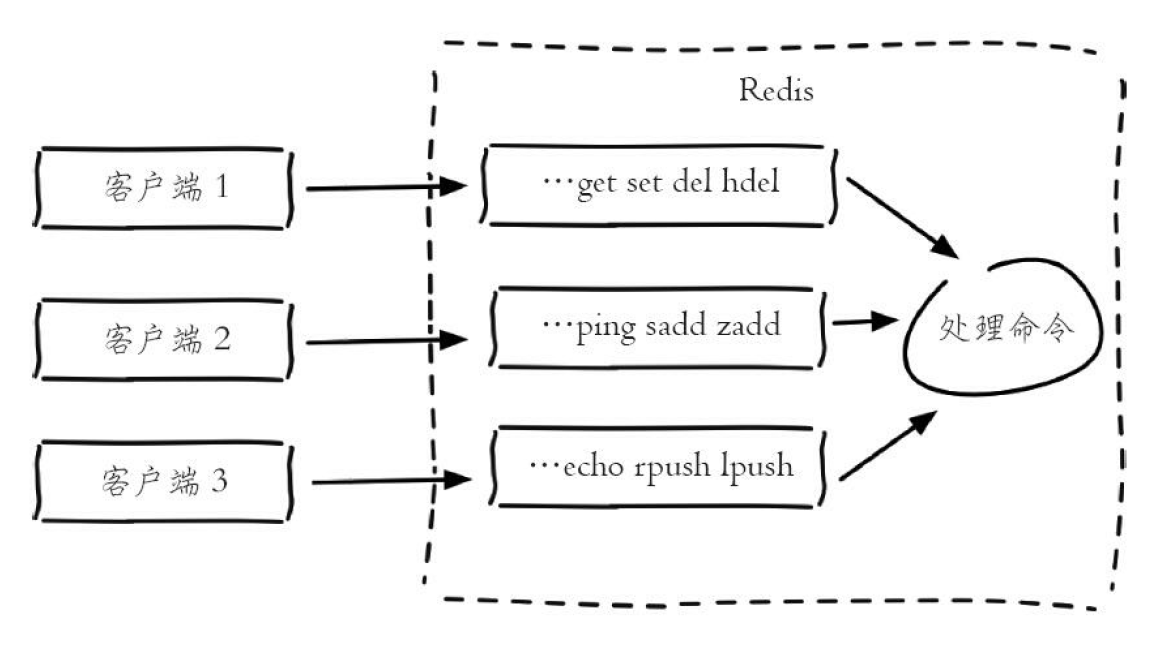 Redis
客户端 1
…get set del hdel
客户端 2
…ping sadd zadd
处理命令
客户端 3
…echo rpush lpush